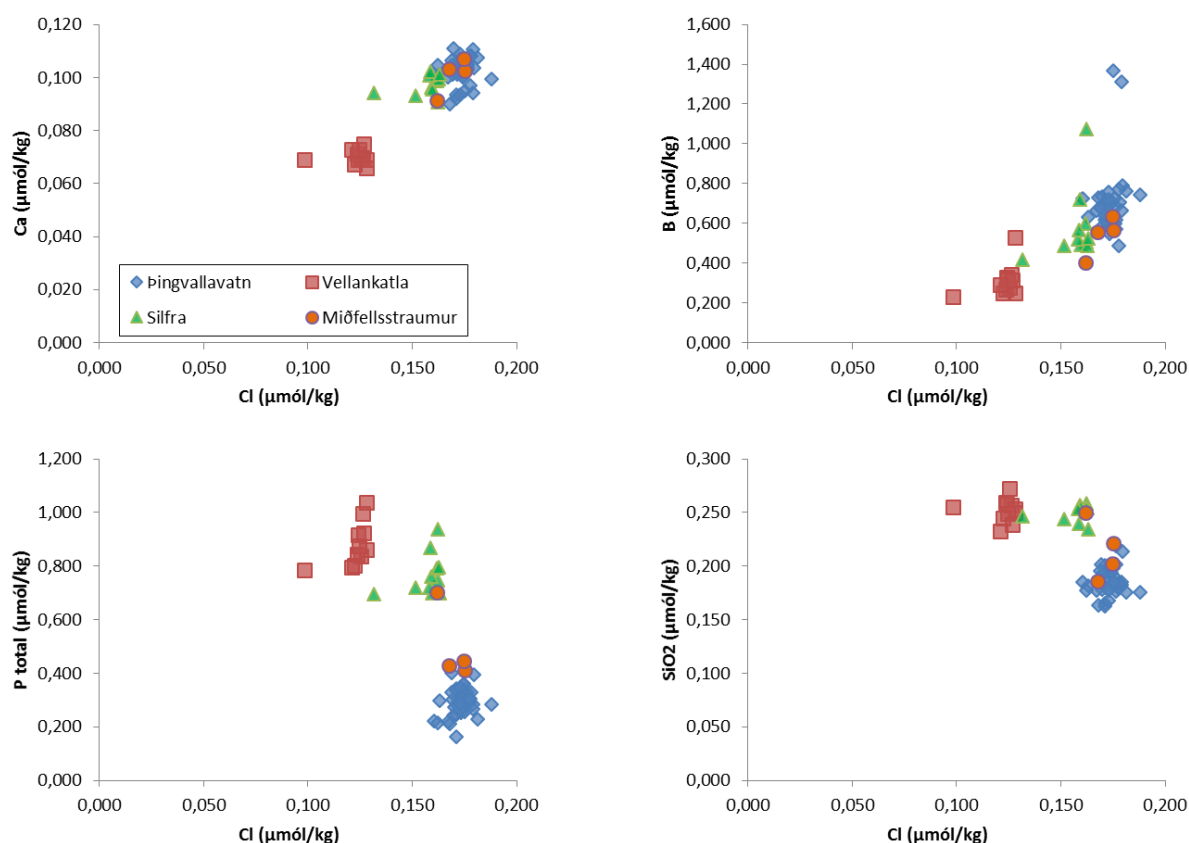 0,120
0,100
0,080
0,060
0,040
0,020
0,000
Ca (µmól/kg)
Þingvallavatn Vellankatla
Silfra Miðfellsstraumur
0,000 0,050 0,100 0,150 0,200
Cl (µmól/kg)
1,600
1,400
1,200
1,000
0,800
0,600
0,400
0,200
0,000
B (µmól/kg)
0,000 0,050 0,100 0,150 0,200
Cl (µmól/kg)
1,200
1,000
0,800
0,600
0,400
0,200
0,000
P total (µmól/kg)
0,000 0,050 0,100 0,150 0,200
Cl (µmól/kg)
0,300
0,250
0,200
0,150
0,100
0,050
0,000
SiO2 (µmól/kg)
0,000 0,050 0,100 0,150 0,200
Cl (µmól/kg)